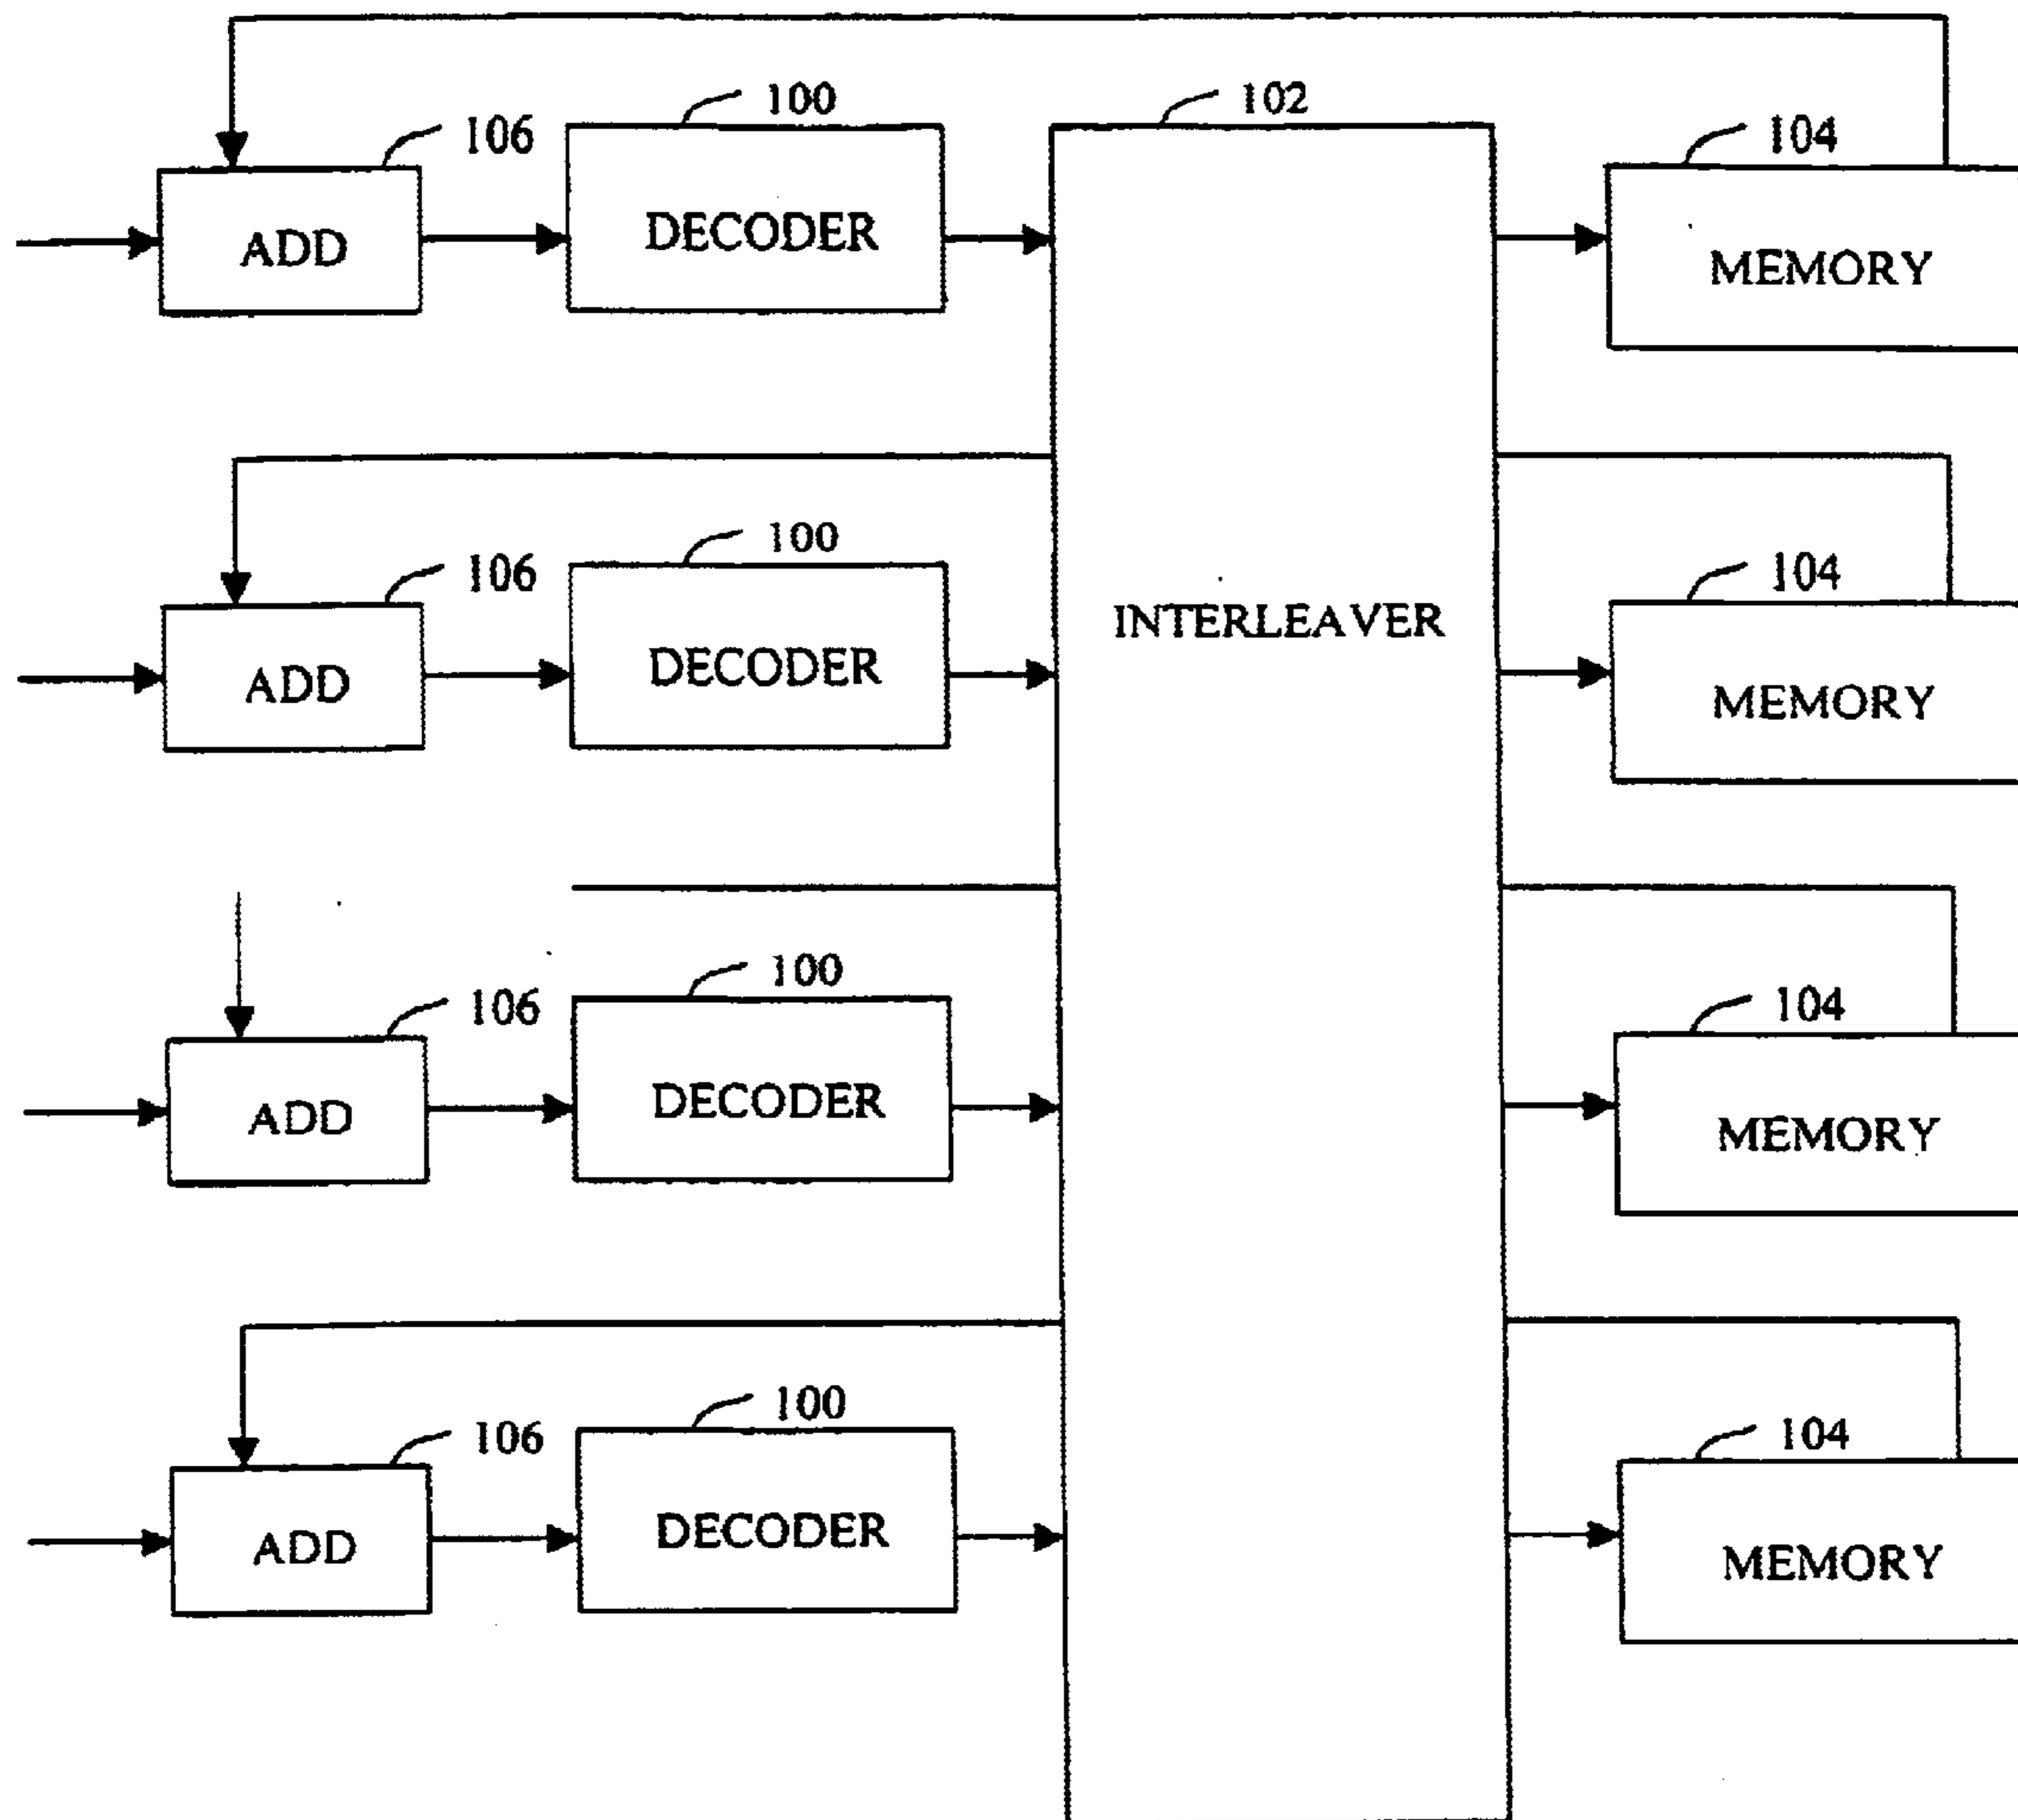 100
102
106
104
ADD
DECODER
MEMORY
100
106
104
INTERLEAVER
ADD
DECODER
MEMORY
100
106
104
ADD
DECODER
MEMORY
100
106
104
ADD
DECODER
MEMORY